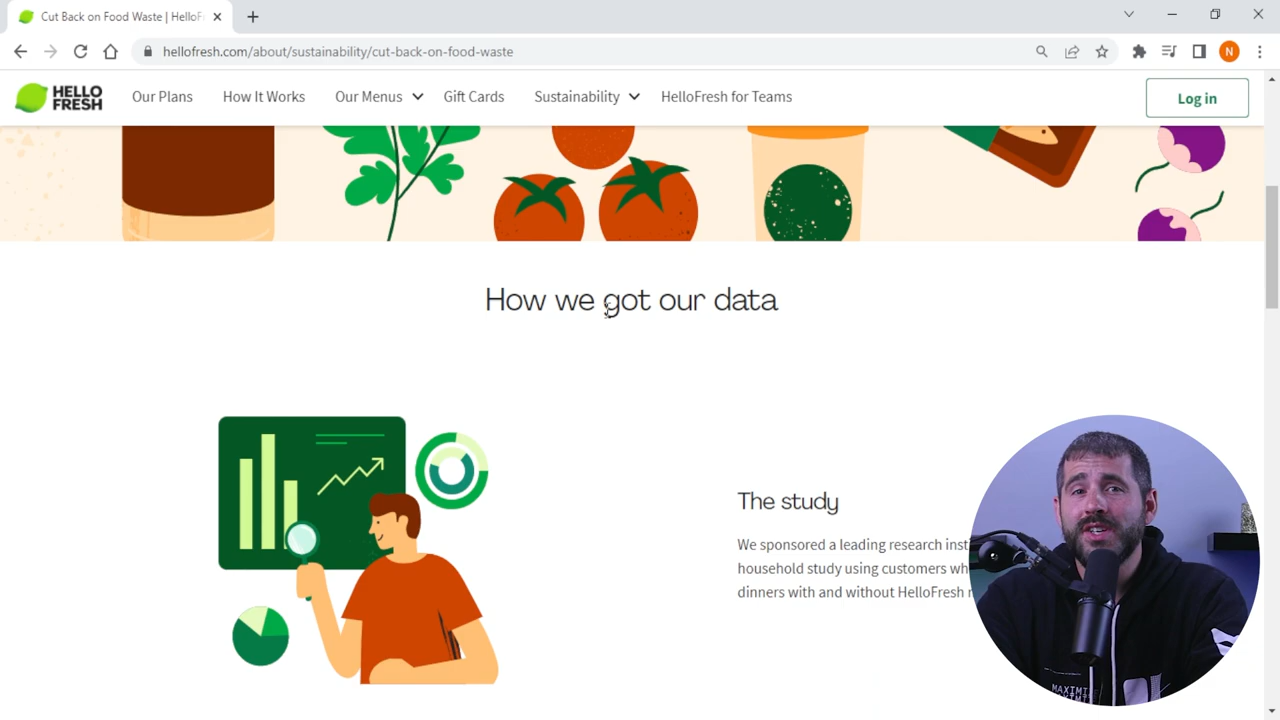 Cut Back on Food Waste | HelloF
hellofresh.com/about/sustainability/cut-back-on-food-waste
N
HELLO
FRESH
Our Plans
How It Works
Our Menus
Gift Cards
Sustainability
HelloFresh for Teams
Log in
How we got our data
The study
We sponsored a leading research inst
household study using customers wh
dinners with and without HelloFresh
MAXIM